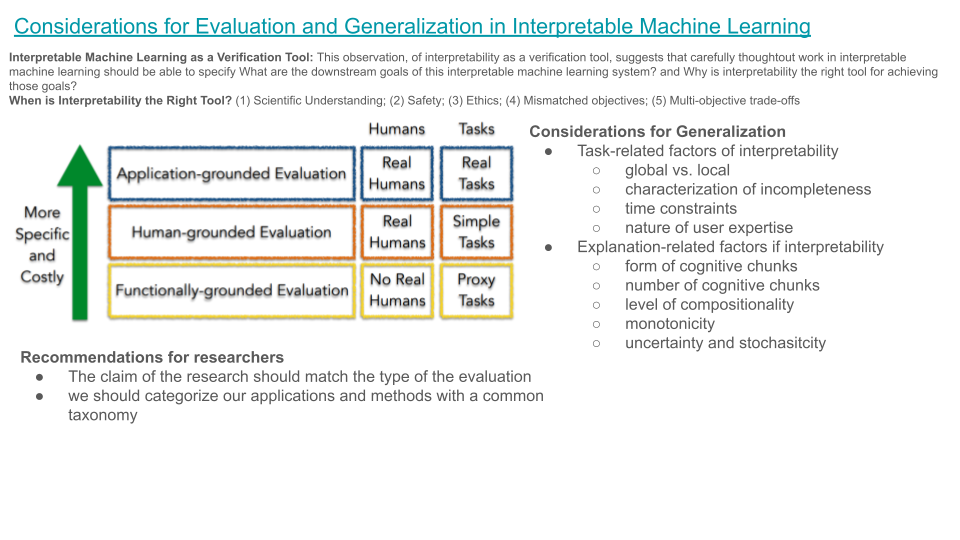 Considerations for Evaluation and Generalization in Interpretable Machine Learning
Interpretable Machine Learning as a Verification Tool: This observation, of interpretability as a verification tool, suggests that carefully thoughtout work in interpretable
machine learning should be able to specify What are the downstream goals of this interpretable machine learning system? and Why is interpretability the right tool for achieving
those goals?
When is Interpretability the Right Tool? (1) Scientific Understanding; (2) Safety; (3) Ethics; (4) Mismatched objectives; (5) Multi-objective trade-offs
Humans Tasks
More
Specific
and
Costly
Application-grounded Evaluation
Real
Humans
Real
Tasks
Human-grounded Evaluation
Real
Humans
Simple
Tasks
Functionally-grounded Evaluation
No Real
Humans
Proxy
Tasks
Considerations for Generalization
● Task-related factors of interpretability
○ global vs. local
○ characterization of incompleteness
○ time constraints
○ nature of user expertise
● Explanation-related factors if interpretability
○ form of cognitive chunks
○ number of cognitive chunks
○ level of compositionality
○ monotonicity
○ uncertainty and stochasitcity
Recommendations for researchers
● The claim of the research should match the type of the evaluation
● we should categorize our applications and methods with a common
taxonomy